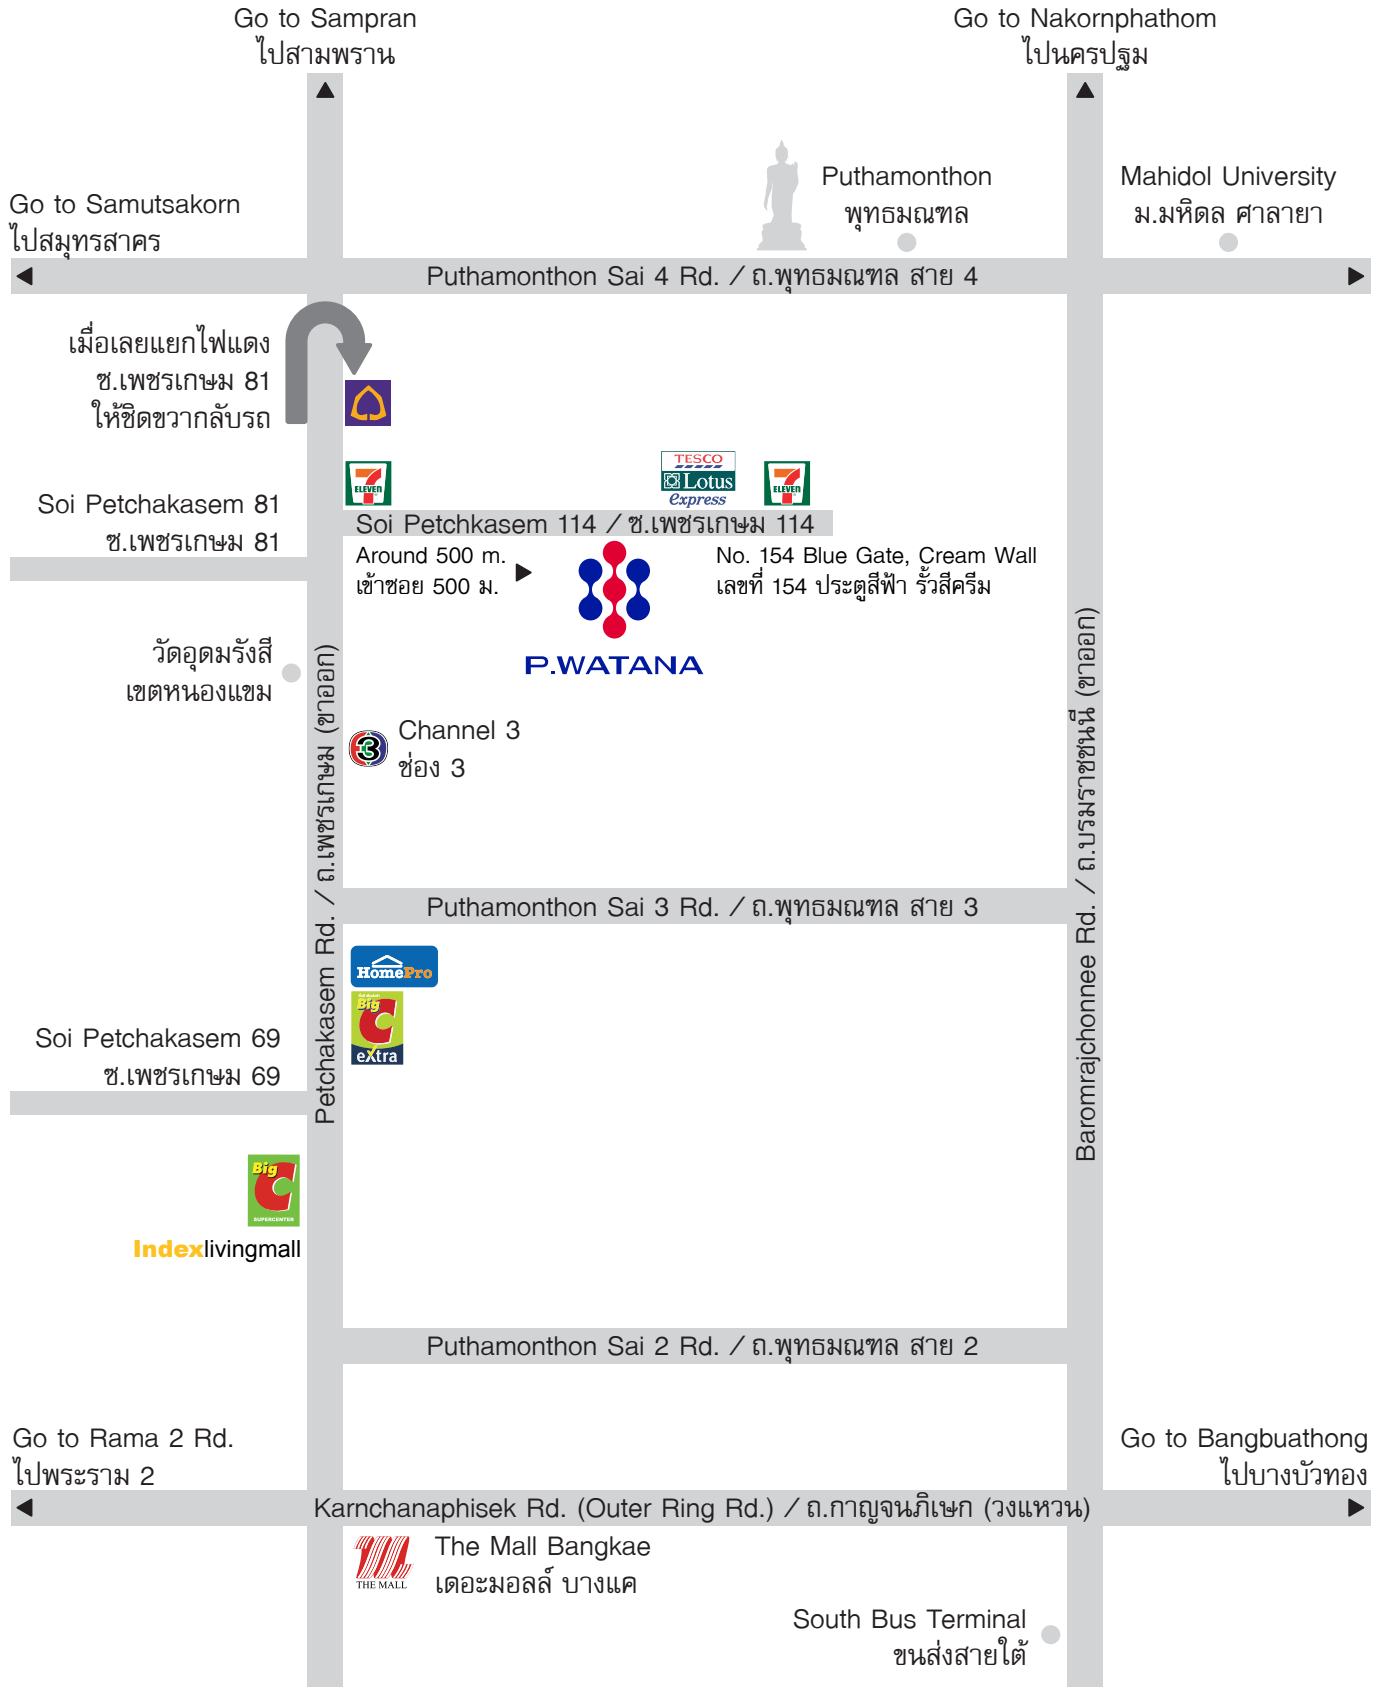 Go to Sampran
ไปสามพราน
Go to Nakornphathom
ไปนครปฐม
Puthamonthon
พุทธมณฑล
Mahidol University
ม.มหิดล ศาลายา
Go to Samutsakorn
ไปสมุทรสาคร
Puthamonthon Sai 4 Rd. / ถ.พุทธมณฑล สาย 4
เมื่อเลยแยกไฟแดง
ซ.เพชรเกษม 81
ให้ชิดขวากลับรถ
ELEVEN
TESCO
Lotus
express
ELEVEN
Soi Petchakasem 81
ซ.เพชรเกษม 81
Soi Petchkasem 114 / ซ.เพชรเกษม 114
Around 500 m.
เข้าซอย 500 ม.
No. 154 Blue Gate, Cream Wall
เลขที่ 154 ประตูสีฟ้า รั้วสีครีม
P.WATANA
วัดอุดมรังสี
เขตหนองแขม
3
Channel 3
ช่อง 3
Petchakasem Rd. / ถ.เพชรเกษม (ขาออก)
Baromrajchonnee Rd. / ถ.บรมราชชนนี (ขาออก)
Puthamonthon Sai 3 Rd. / ถ.พุทธมณฑล สาย 3
HomePro
Big
C
extra
Soi Petchakasem 69
ซ.เพชรเกษม 69
Big
C
SUPERCENTER
Indexlivingmall
Puthamonthon Sai 2 Rd. / ถ.พุทธมณฑล สาย 2
Go to Rama 2 Rd.
ไปพระราม 2
Go to Bangbuathong
ไปบางบัวทอง
Karnchanaphisek Rd. (Outer Ring Rd.) / ถ.กาญจนภิเษก (วงแหวน)
THE MALL
The Mall Bangkae
เดอะมอลล์ บางแค
South Bus Terminal
ขนส่งสายใต้